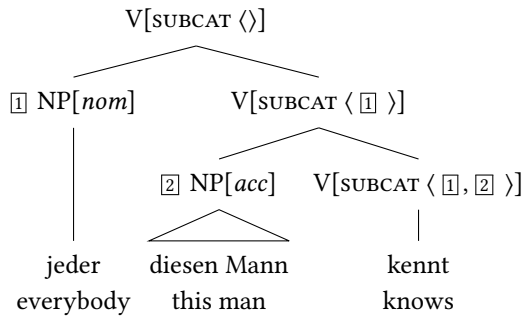 V[SUBCAT ⟨⟩]
1 NP[nom] V[SUBCAT ⟨ 1 ⟩]
2 NP[acc] V[SUBCAT ⟨ 1, 2 ⟩]
jeder diesen Mann kennt
everybody this man knows